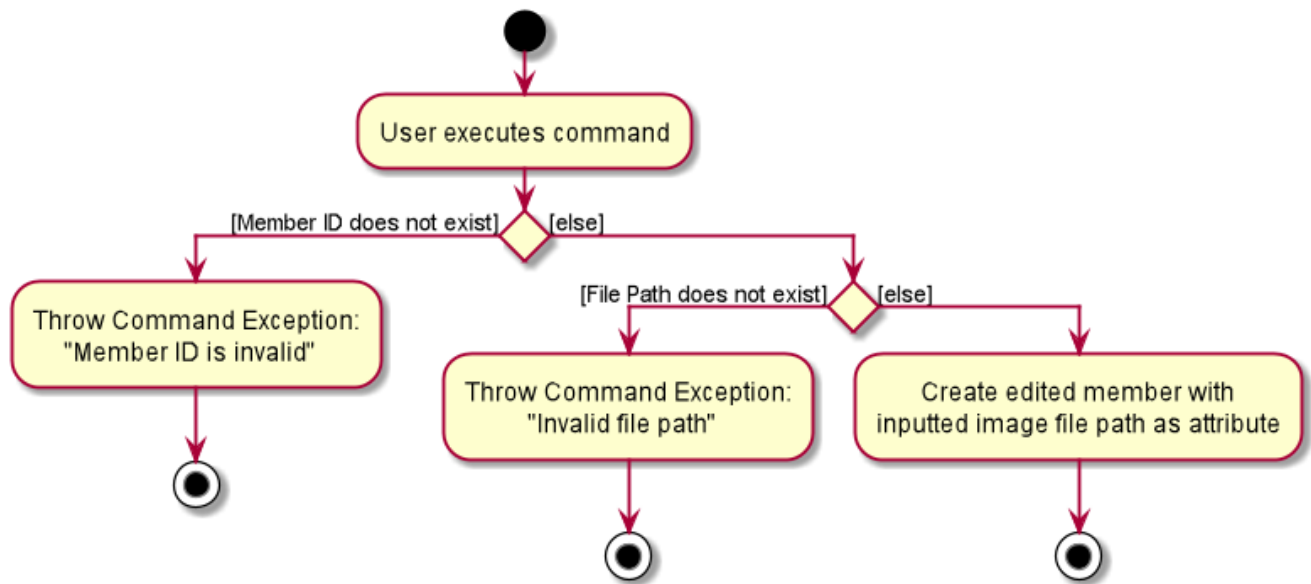 User executes command
[Member ID does not exist]
[else]
Throw Command Exception:
"Member ID is invalid"
[File Path does not exist]
[else]
Throw Command Exception:
"Invalid file path"
Create edited member with
inputted image file path as attribute